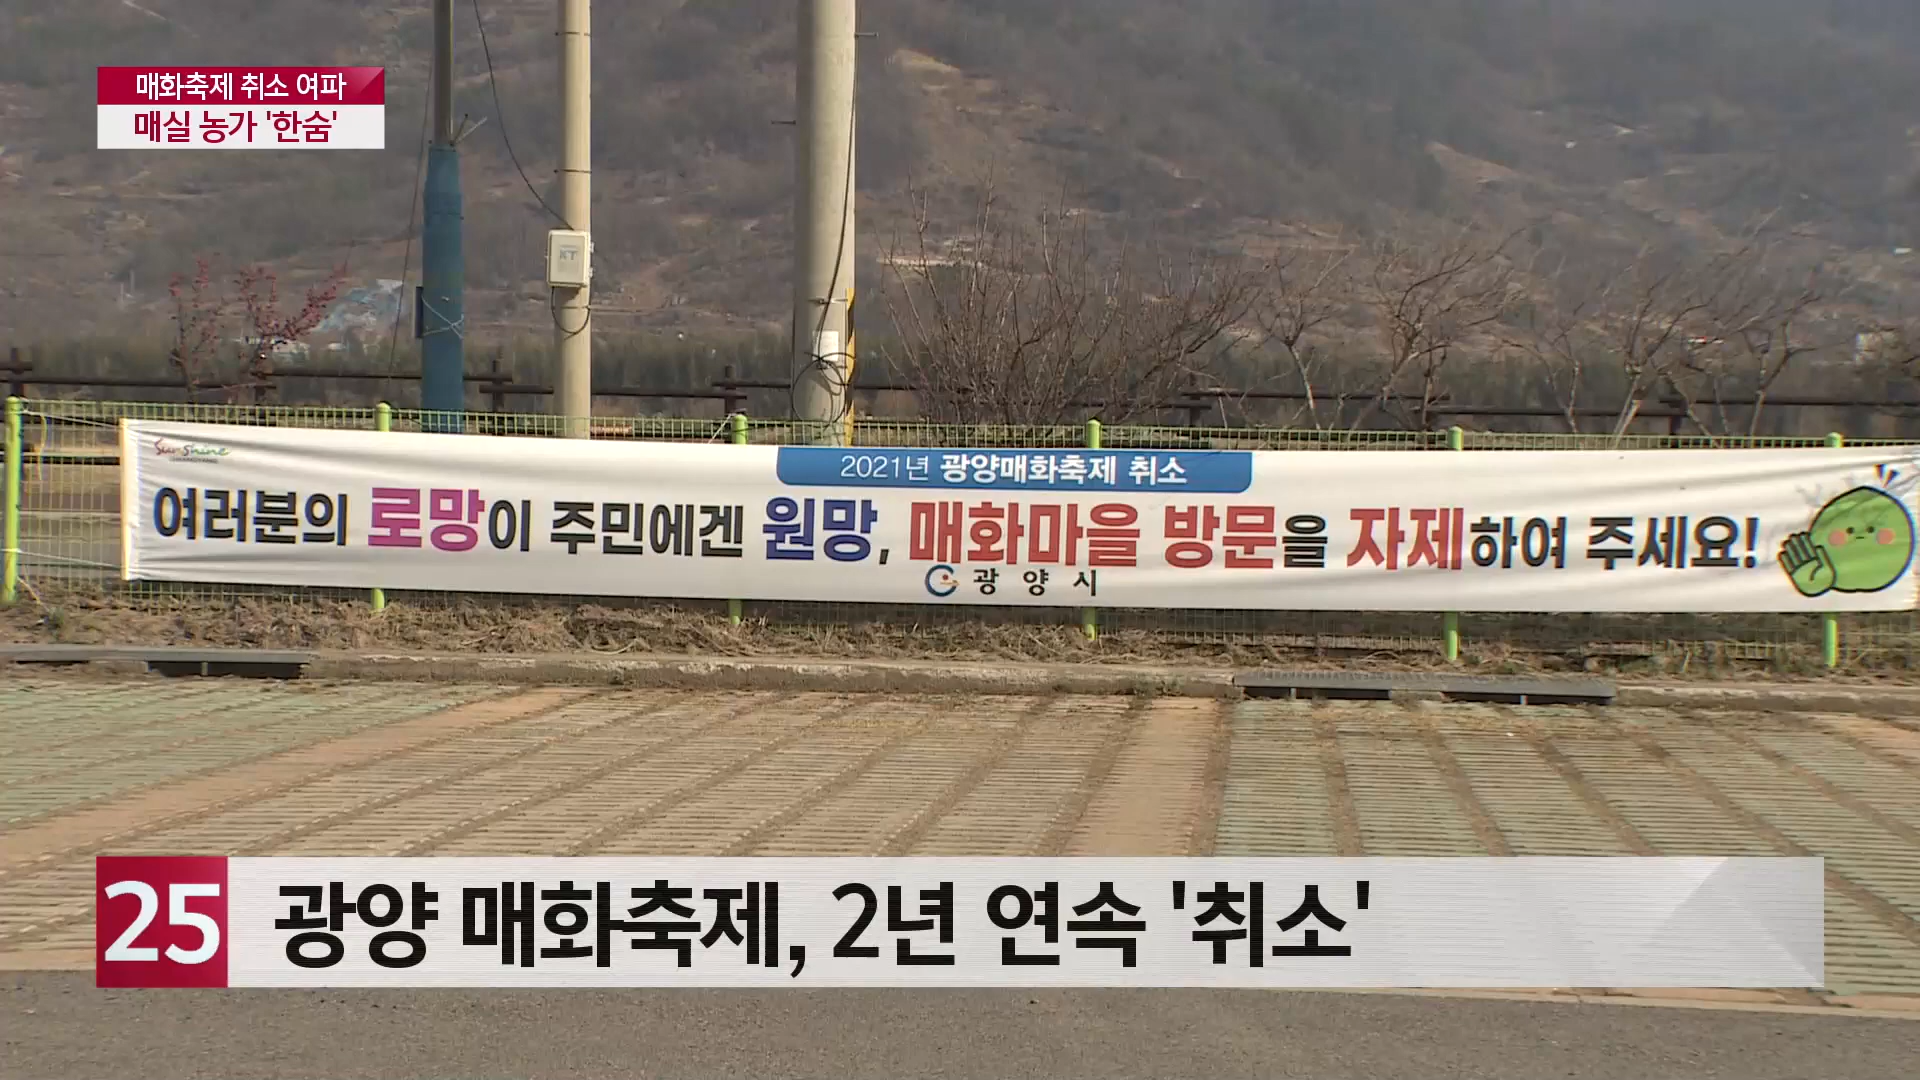 매화축제 취소 여파
매실 농가 '한숨'
KT
Sunshine
GWANGYANG
2021년 광양매화축제 취소
여러분의 로망이 주민에겐 원망, 매화마을 방문을 자제하여 주세요!
광양시
25 광양 매화축제, 2년 연속 '취소'